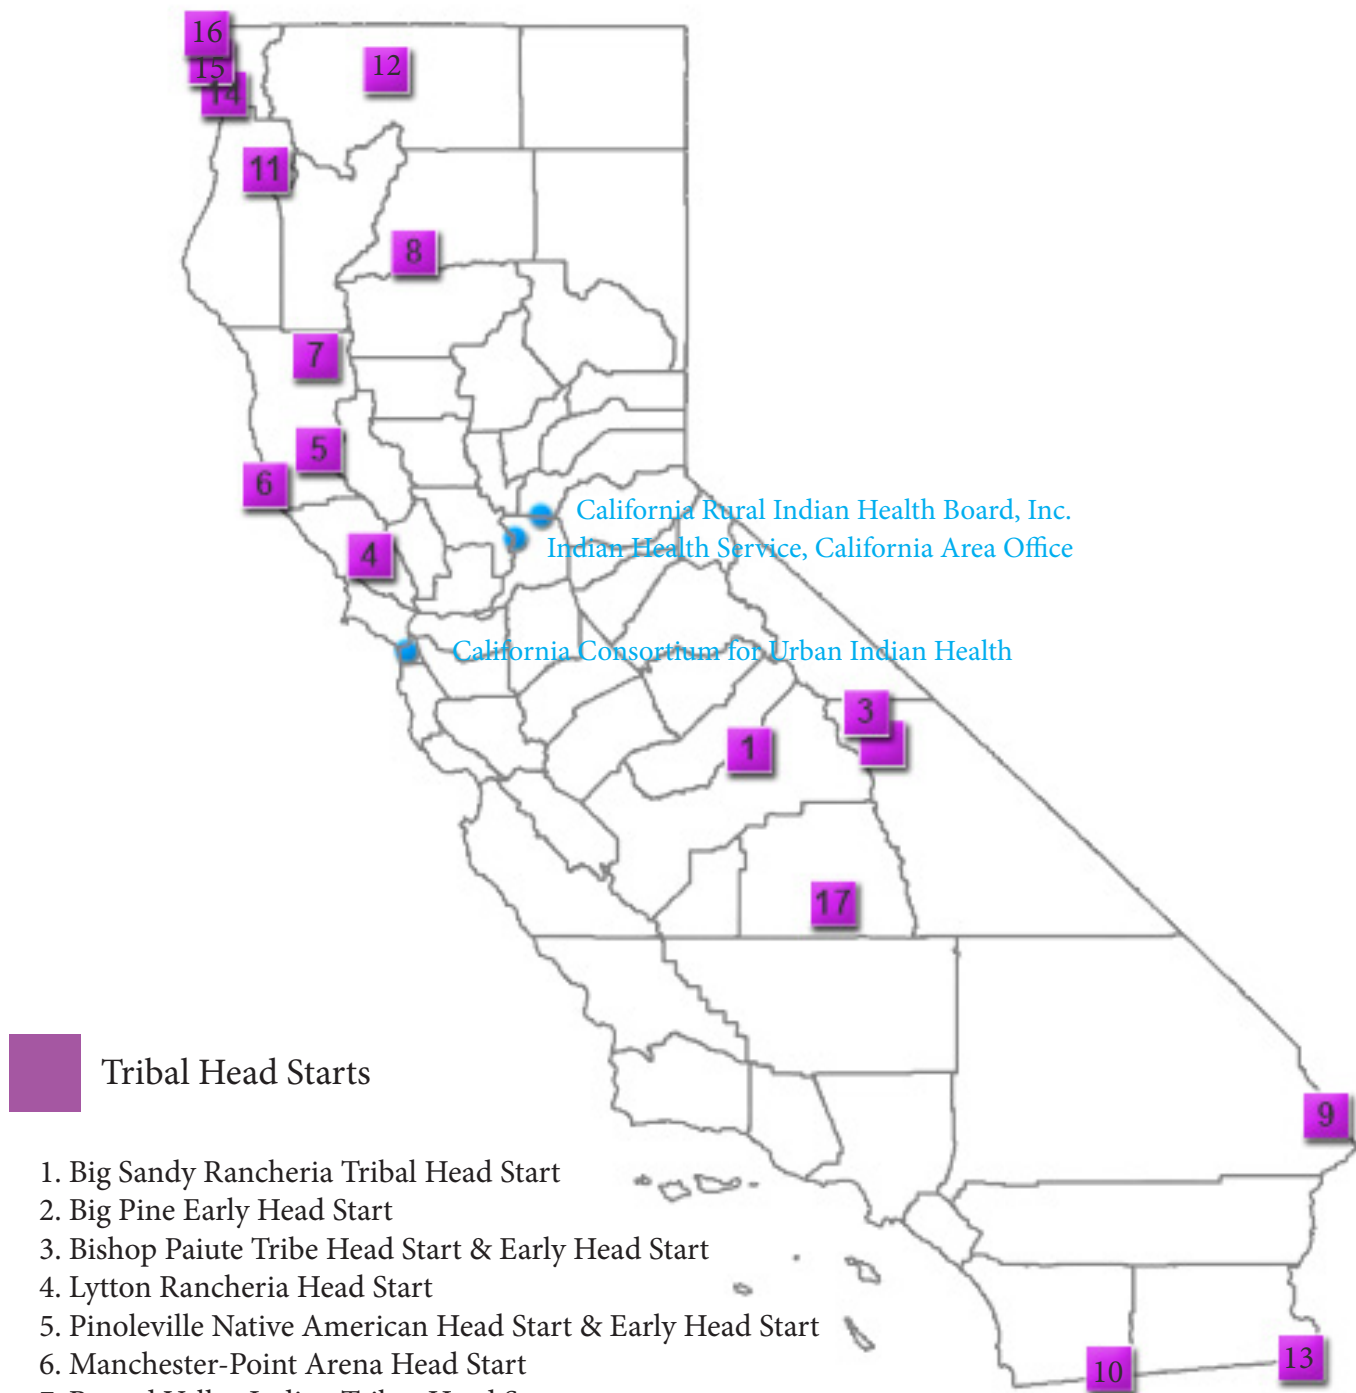 16
15
14
12
11
8
7
5
6
California Rural Indian Health Board, Inc.
Indian Health Service, California Area Office
4
California Consortium for Urban Indian Health
3
1
17
Tribal Head Starts
9
1. Big Sandy Rancheria Tribal Head Start
2. Big Pine Early Head Start
3. Bishop Paiute Tribe Head Start & Early Head Start
4. Lytton Rancheria Head Start
5. Pinoleville Native American Head Start & Early Head Start
6. Manchester-Point Arena Head Start
10
13